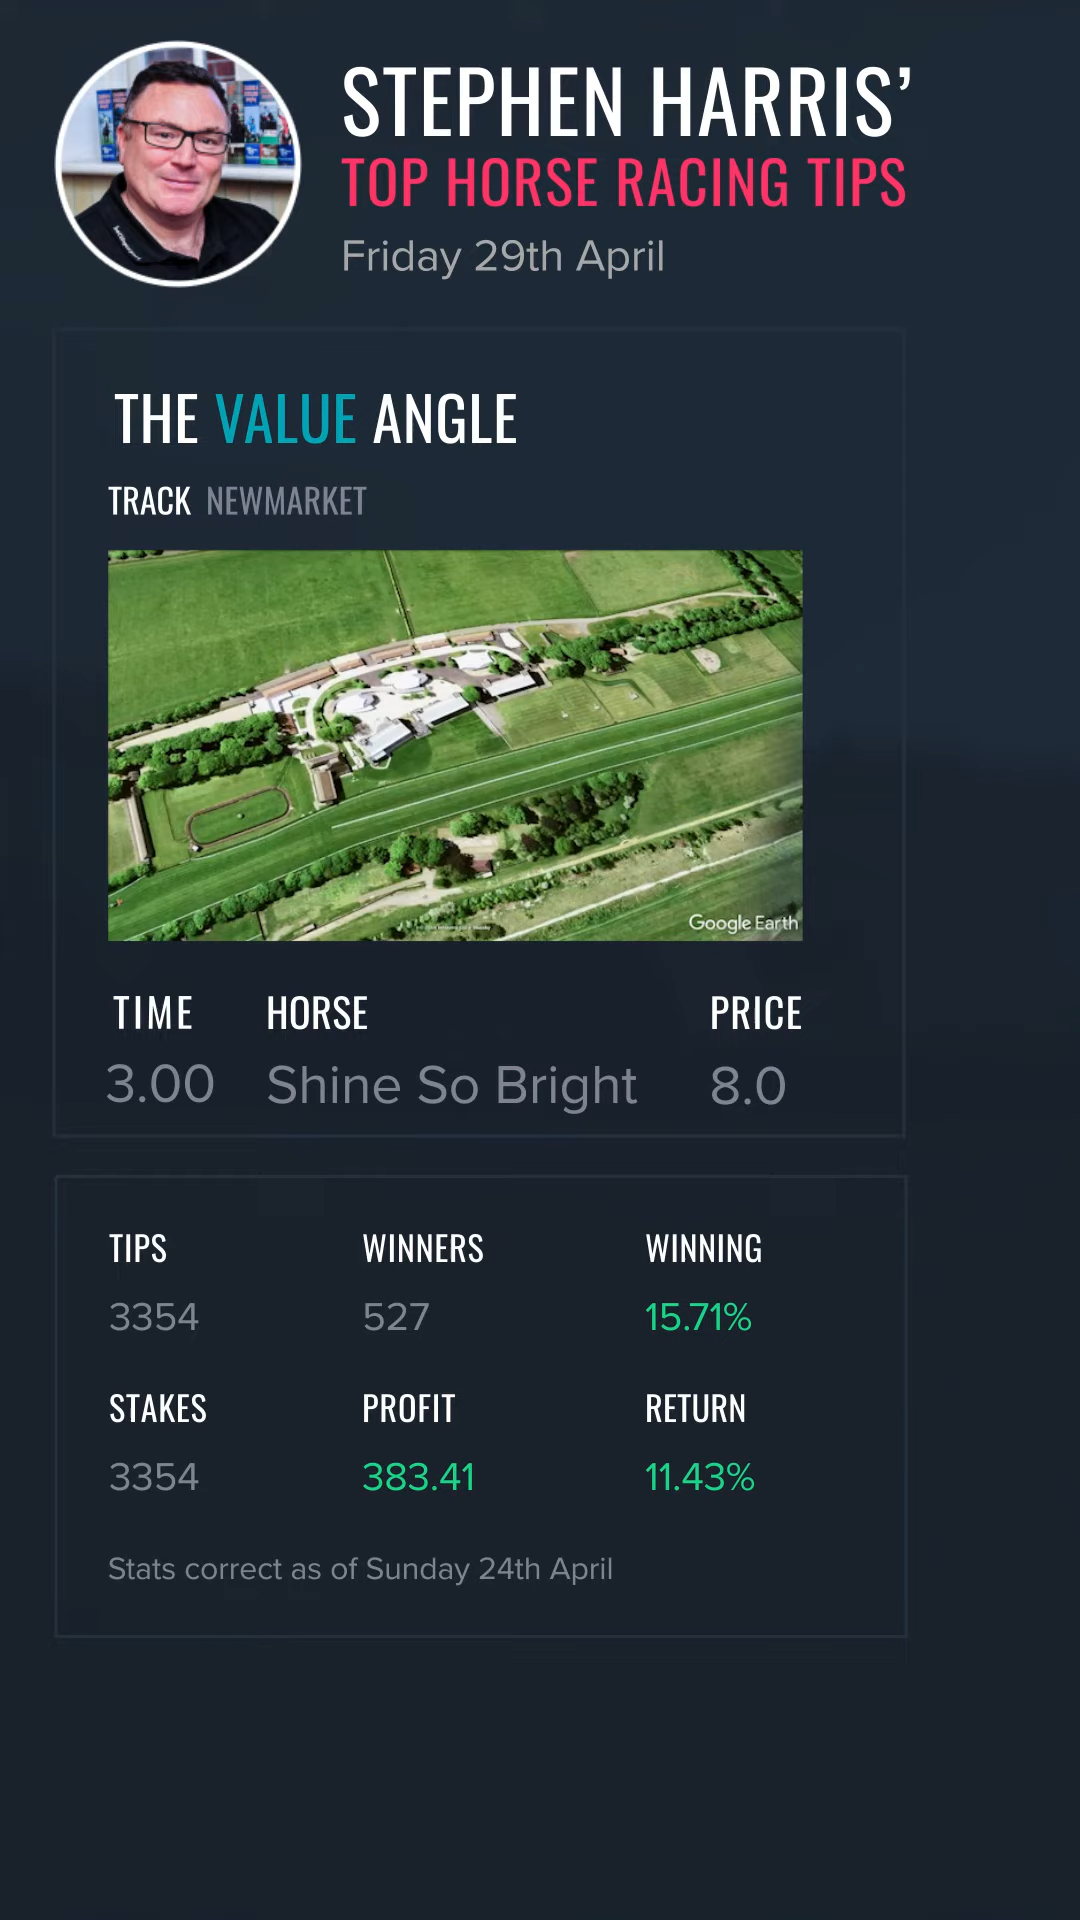 STEPHEN HARRIS’
TOP HORSE RACING TIPS
Friday 29th April
THE VALUE ANGLE
TRACK NEWMARKET
Google Earth
TIME HORSE PRICE
3.00 Shine So Bright 8.0
TIPS WINNERS WINNING
3354 527 15.71%
STAKES PROFIT RETURN
3354 383.41 11.43%
Stats correct as of Sunday 24th April